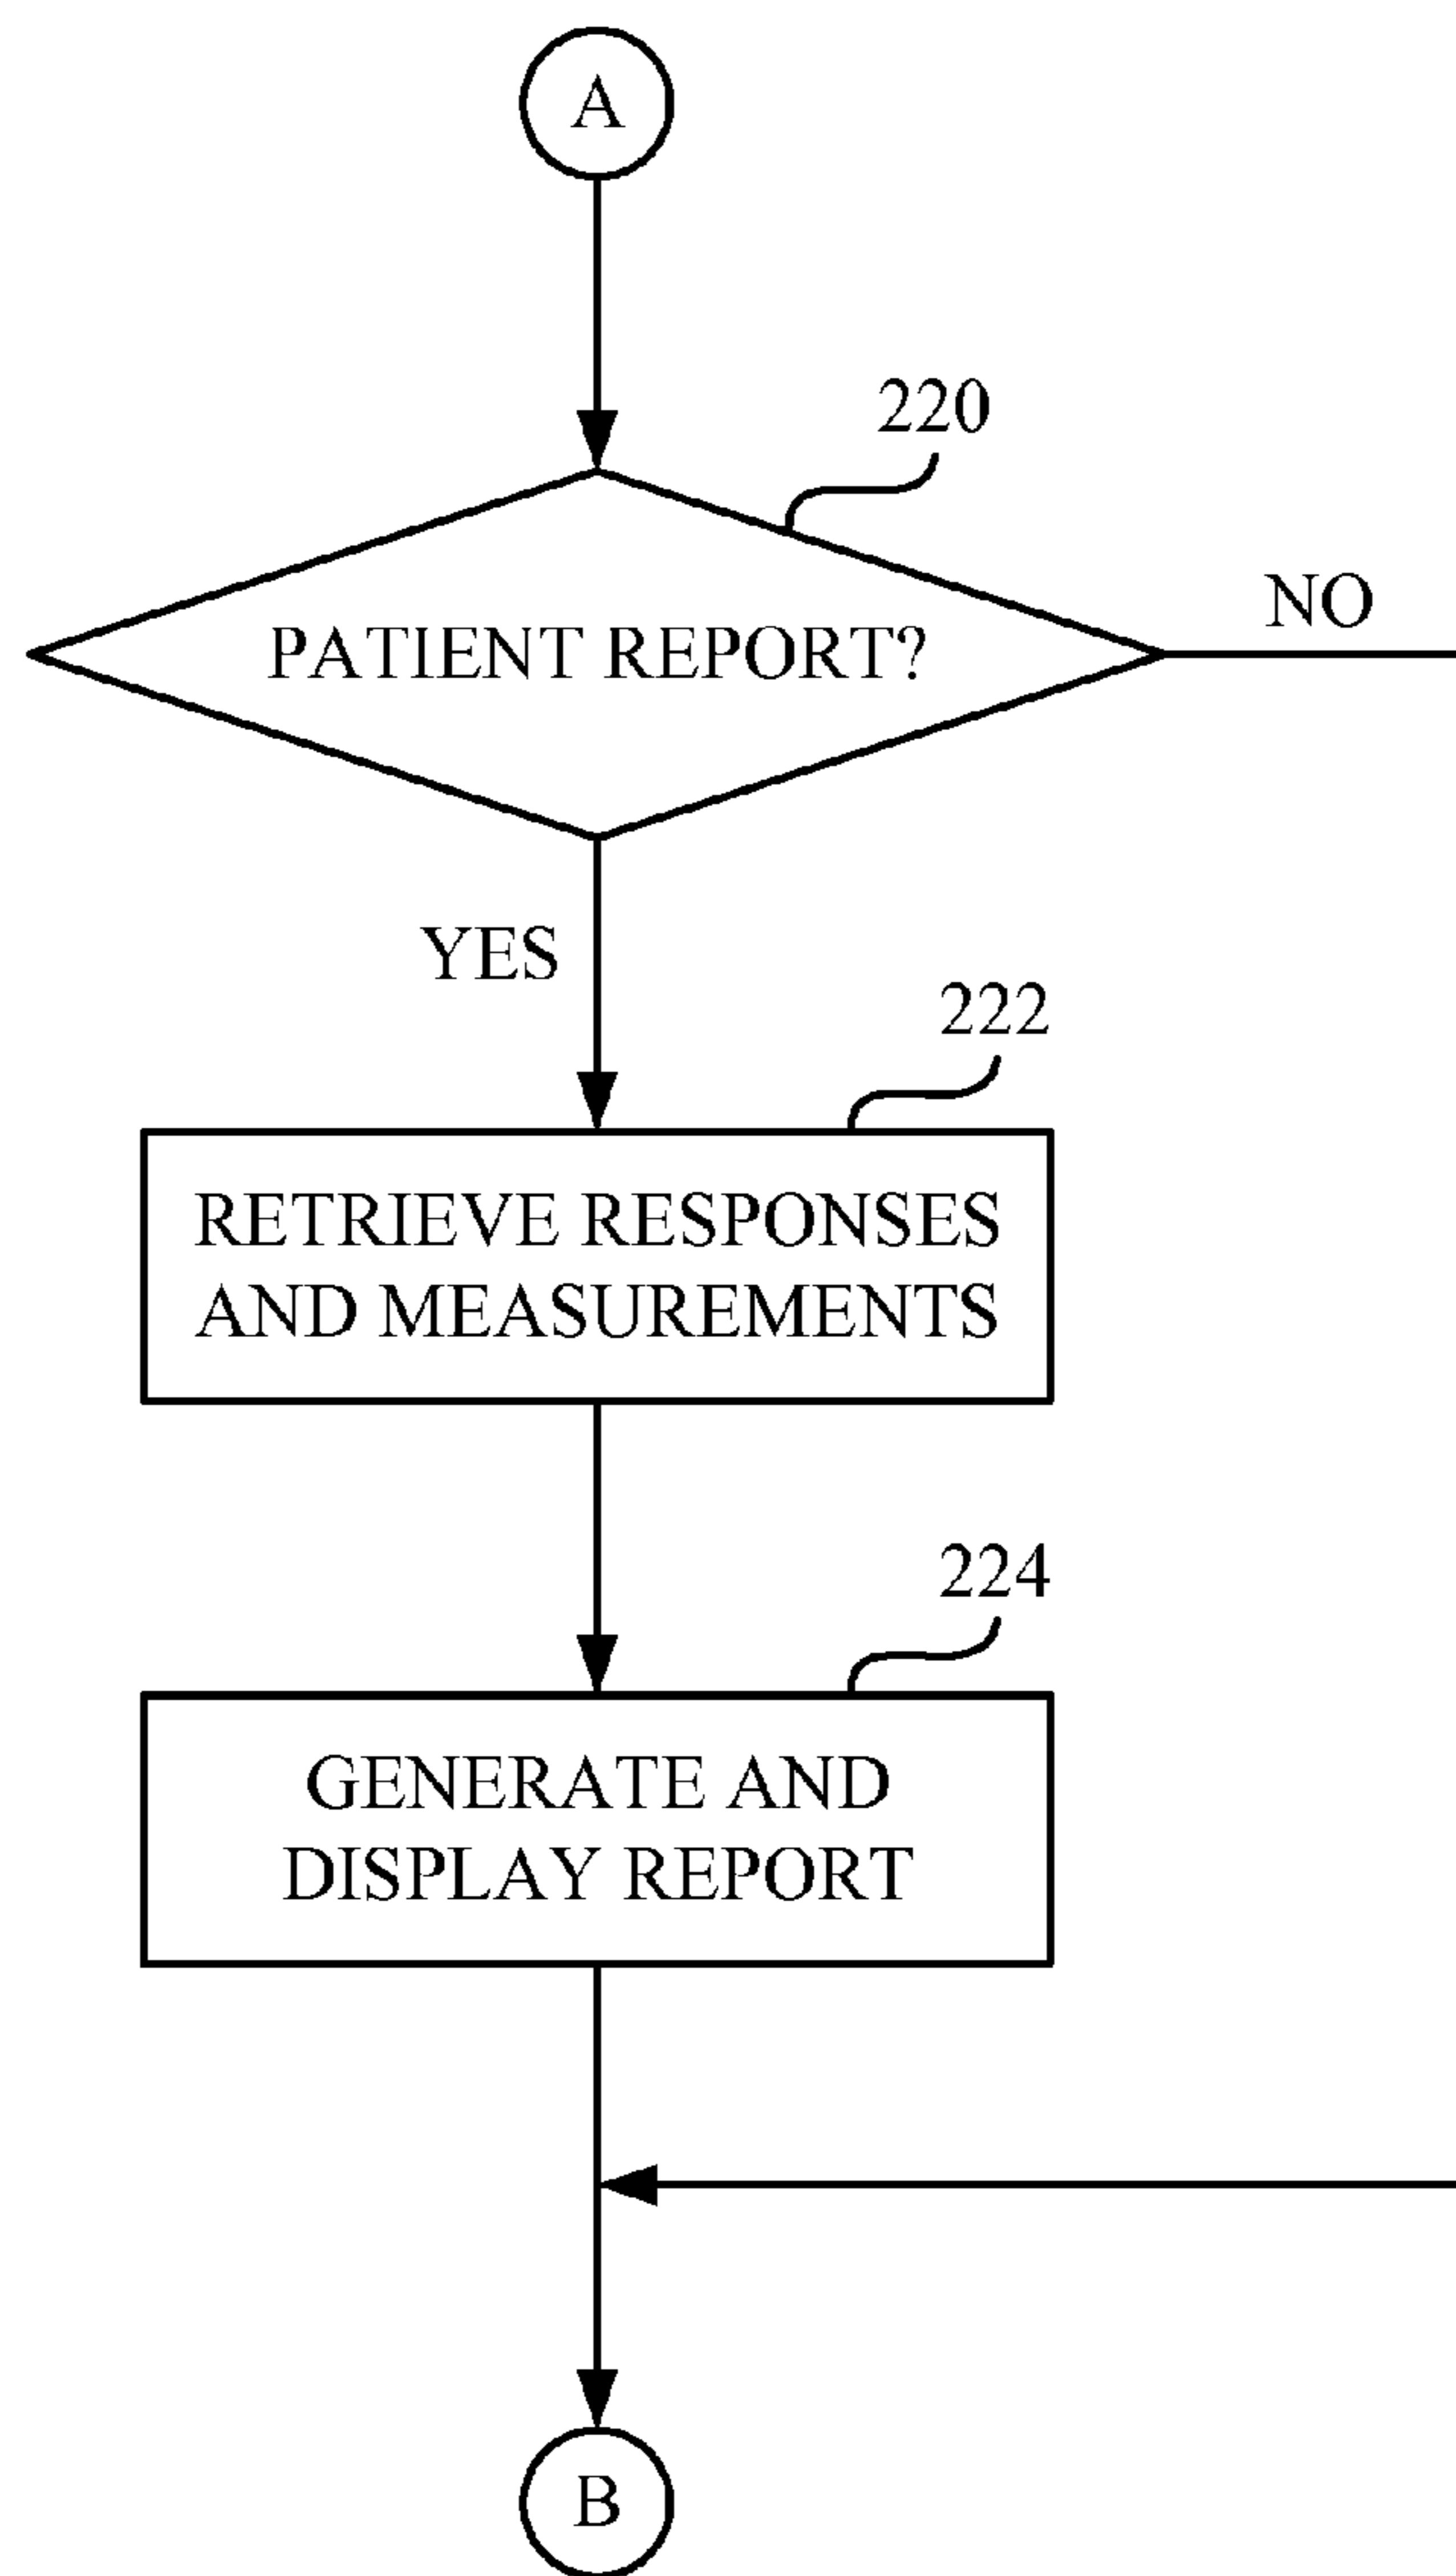 A
220
PATIENT REPORT?
NO
YES
222
RETRIEVE RESPONSES
AND MEASUREMENTS
224
GENERATE AND
DISPLAY REPORT
B